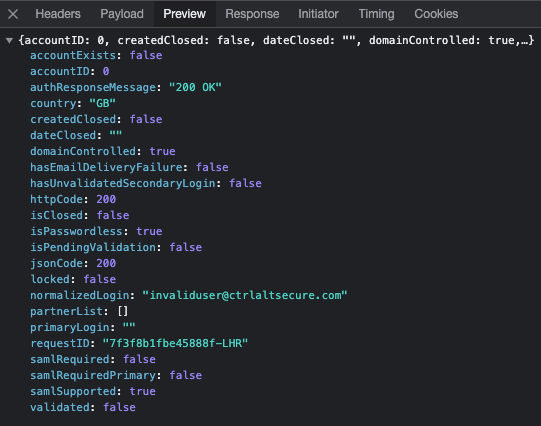 Headers Payload Preview Response Initiator Timing Cookies
{accountID: 0, createdClosed: false, dateClosed: "", domainControlled: true,…}
accountExists: false
accountID: 0
authResponseMessage: "200 OK"
country: "GB"
createdClosed: false
dateClosed: ""
domainControlled: true
hasEmailDeliveryFailure: false
hasUnvalidatedSecondaryLogin: false
httpCode: 200
isClosed: false
isPasswordless: true
isPendingValidation: false
jsonCode: 200
locked: false
normalizedLogin: "invaliduser@ctrlaltsecure.com"
partnerList: []
primaryLogin: ""
requestID: "7f3f8b1fbe45888f-LHR"
samlRequired: false
samlRequiredPrimary: false
samlSupported: true
validated: false